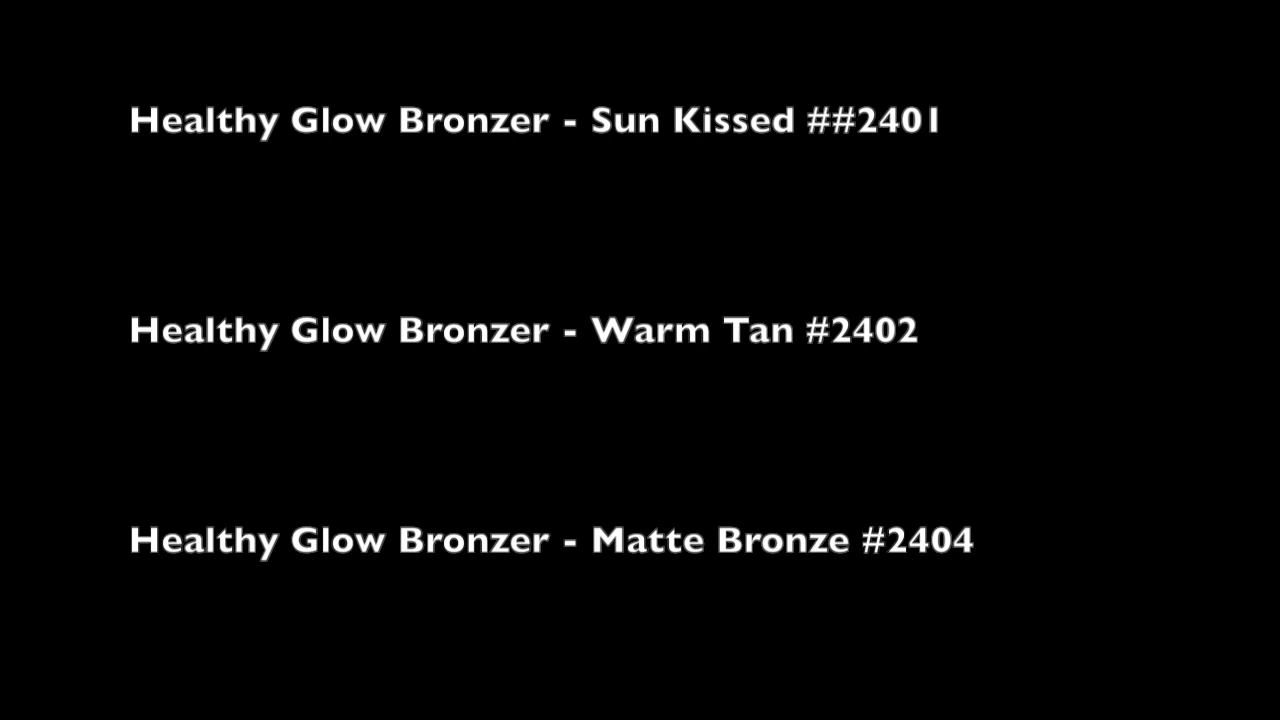 Healthy Glow Bronzer - Sun Kissed ##2401
Healthy Glow Bronzer - Warm Tan #2402
Healthy Glow Bronzer - Matte Bronze #2404